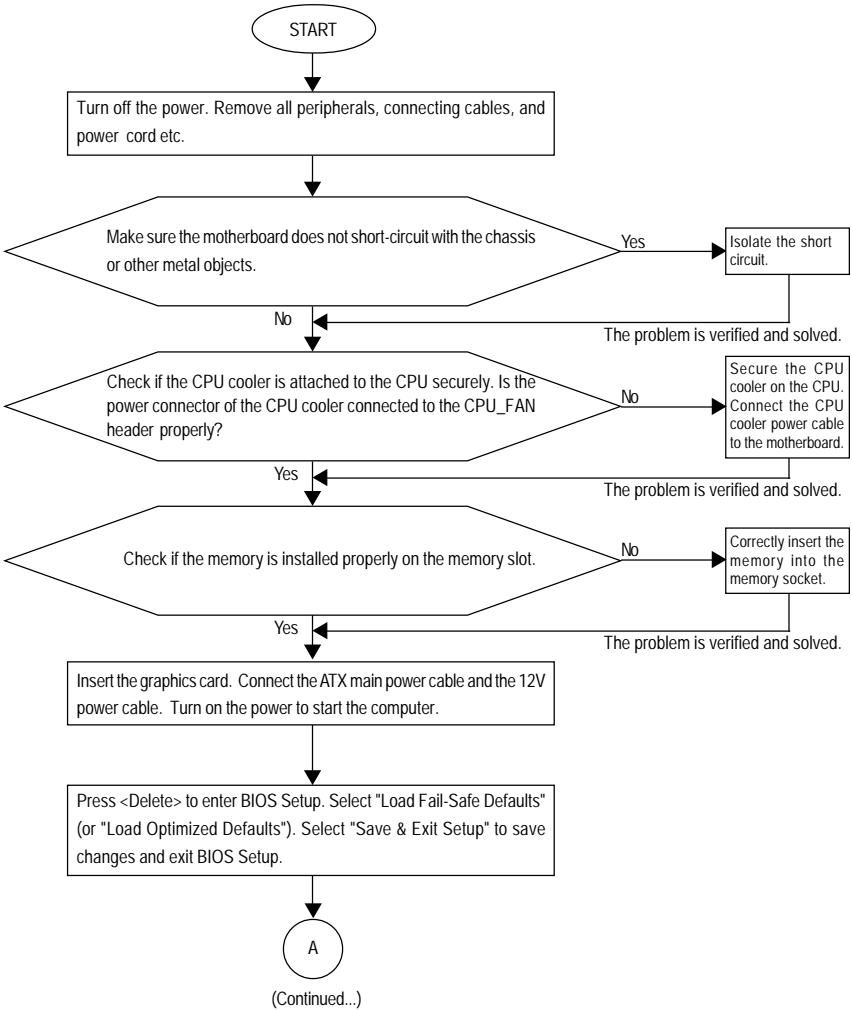 START
Turn off the power. Remove all peripherals, connecting cables, and
power cord etc.
Make sure the motherboard does not short-circuit with the chassis
or other metal objects.
Yes
Isolate the short
circuit.
No
The problem is verified and solved.
Check if the CPU cooler is attached to the CPU securely. Is the
power connector of the CPU cooler connected to the CPU_FAN
header properly?
No
Secure the CPU
cooler on the CPU.
Connect the CPU
cooler power cable
to the motherboard.
Yes
The problem is verified and solved.
Check if the memory is installed properly on the memory slot.
No
Correctly insert the
memory into the
memory socket.
Yes
The problem is verified and solved.
Insert the graphics card. Connect the ATX main power cable and the 12V
power cable. Turn on the power to start the computer.
Press <Delete> to enter BIOS Setup. Select "Load Fail-Safe Defaults"
(or "Load Optimized Defaults"). Select "Save & Exit Setup" to save
changes and exit BIOS Setup.
A
(Continued...)